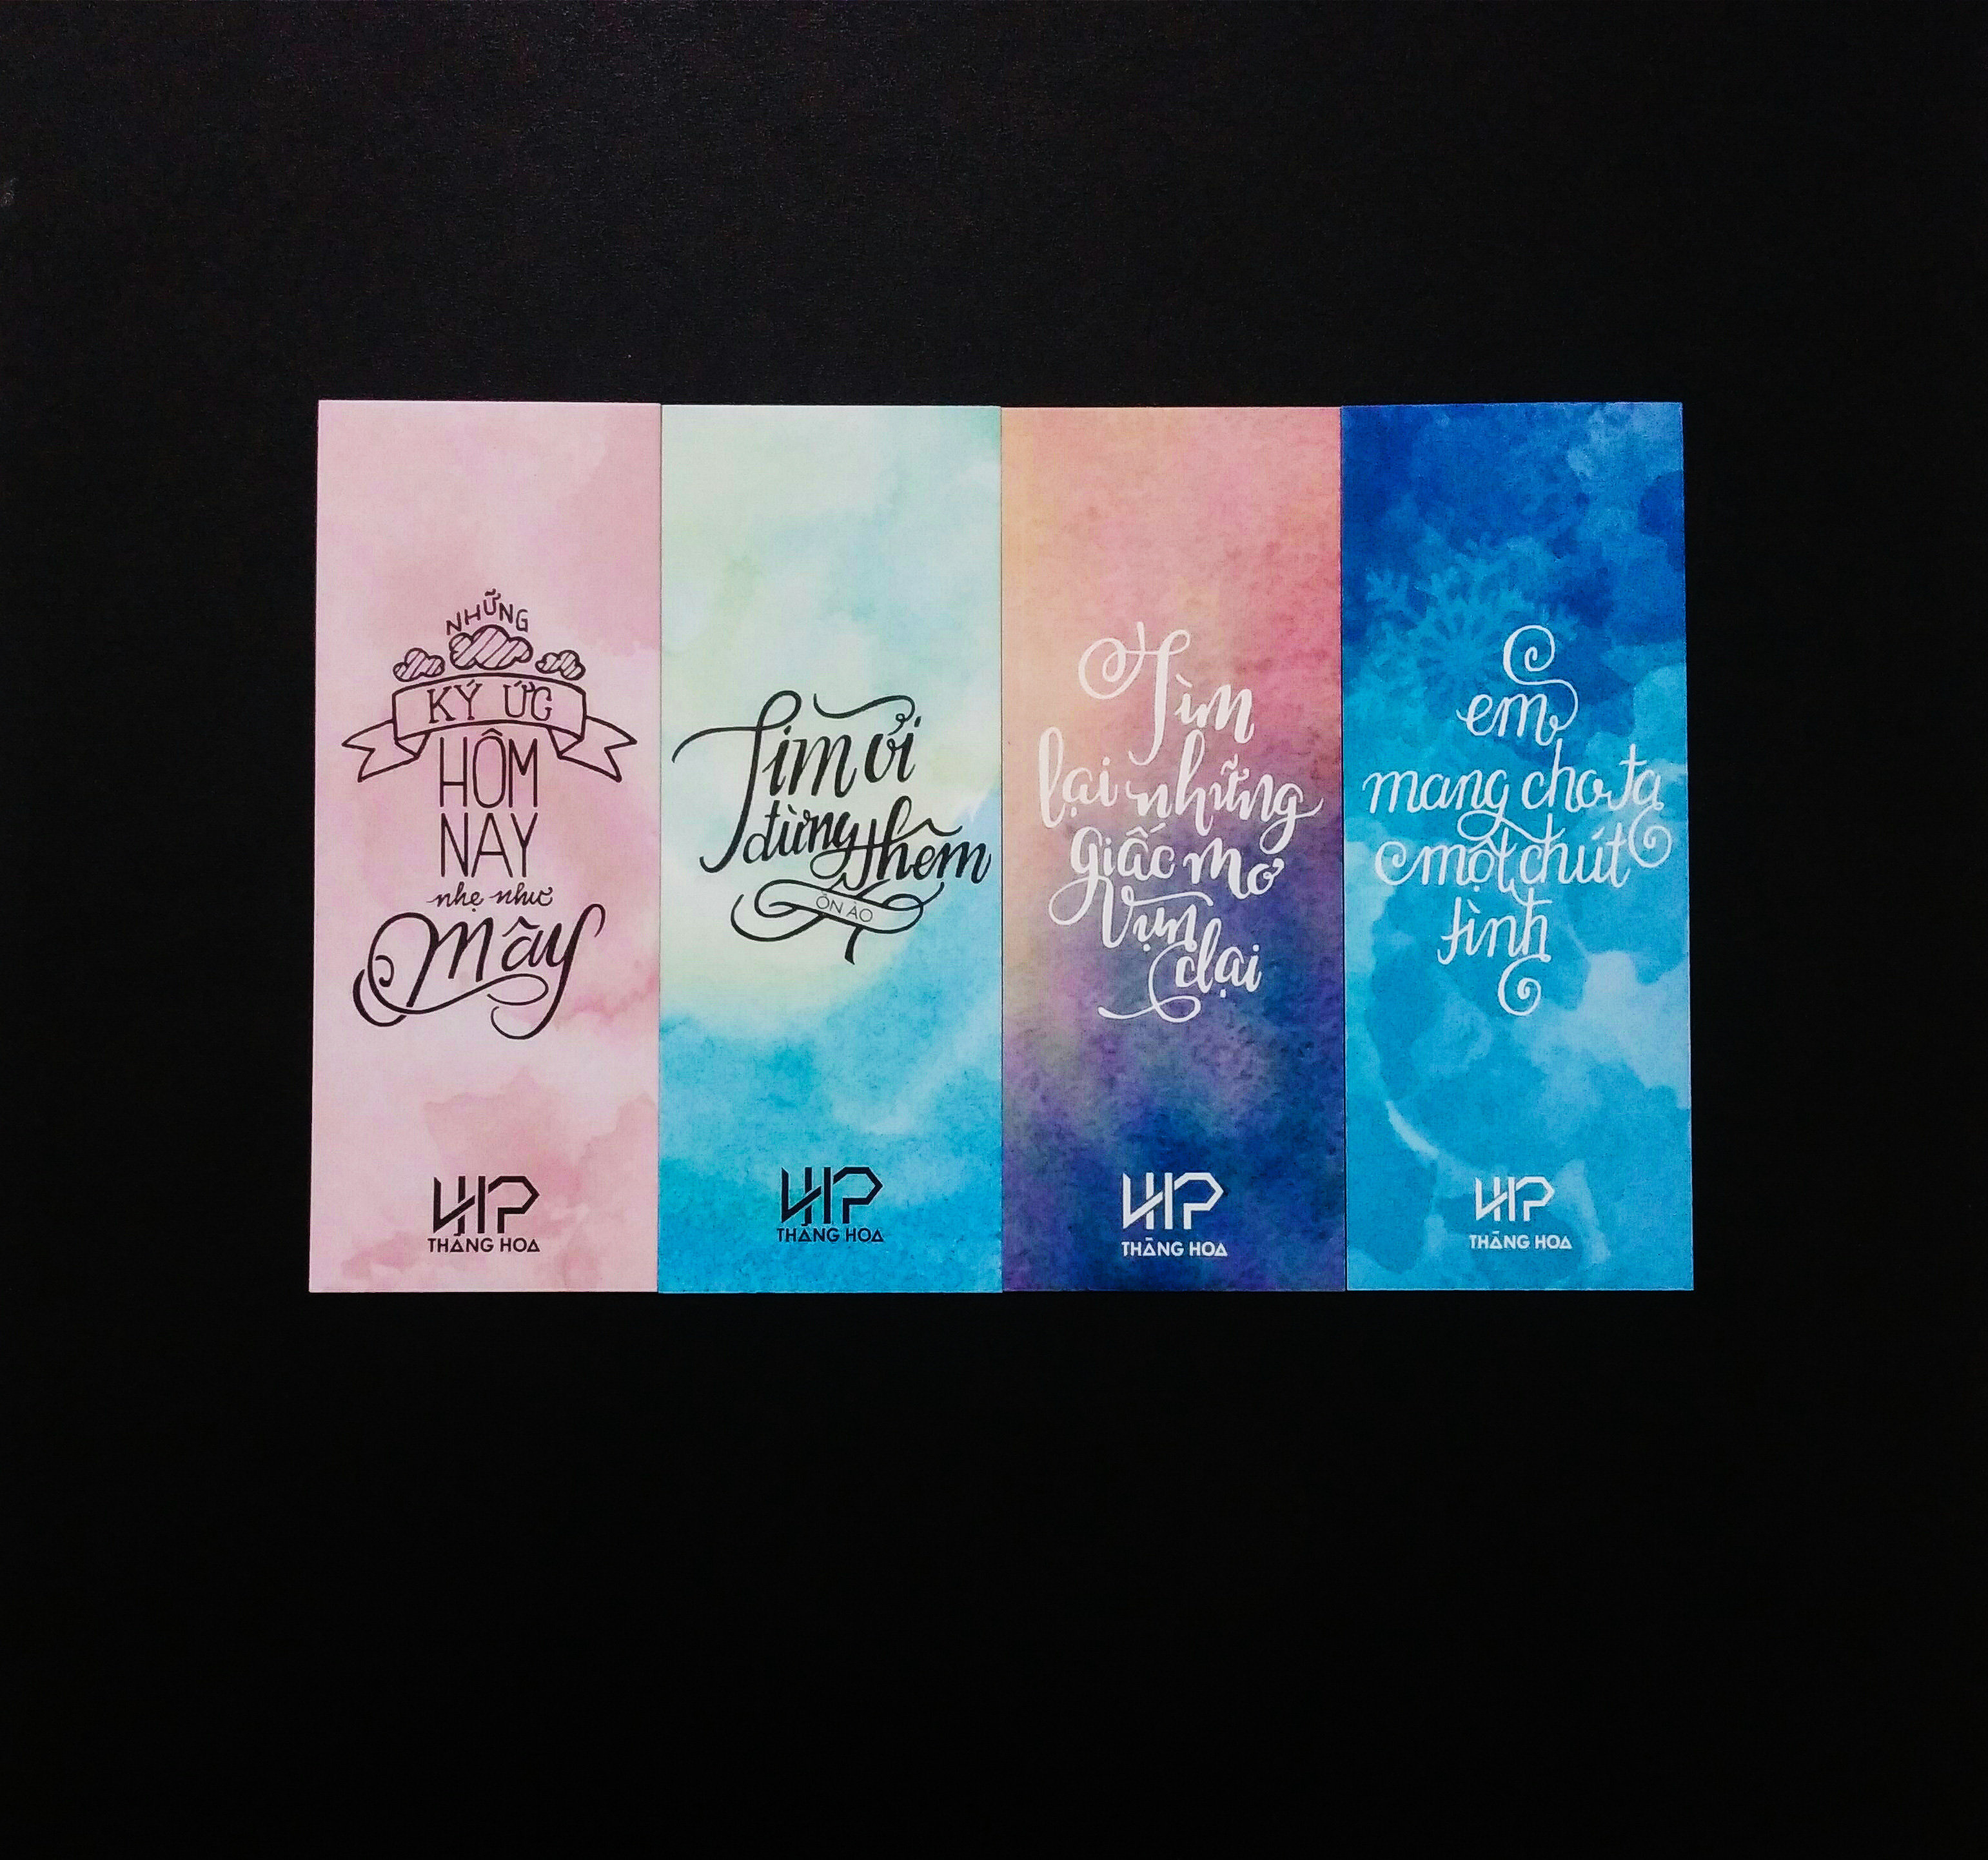 NHỮNG
KÝ ỨC
HÔM
NAY
nhẹ như
mây
HP
THĂNG HOA
Tim ơi
đừng thêm
ỒN ÀO
HP
THĂNG HOA
Tìm
lại những
giấc mơ
vụn
dại
HP
THĂNG HOA
em
mang cho ta
một chút
tình
HP
THĂNG HOA